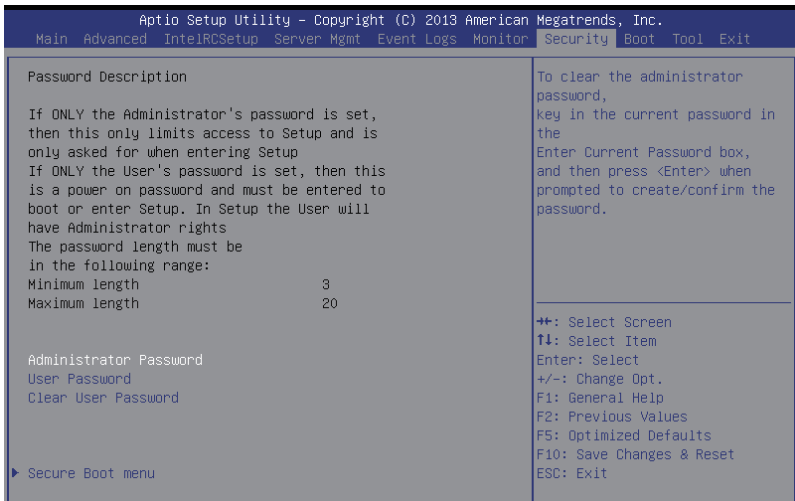 Aptio Setup Utility – Copyright (C) 2013 American Megatrends, Inc.
Main Advanced IntelRCSetup Server Mgmt Event Logs Monitor Security Boot Tool Exit
Password Description
If ONLY the Administrator's password is set,
then this only limits access to Setup and is
only asked for when entering Setup
If ONLY the User's password is set, then this
is a power on password and must be entered to
boot or enter Setup. In Setup the User will
have Administrator rights
The password length must be
in the following range:
Minimum length 3
Maximum length 20
Administrator Password
User Password
Clear User Password
Secure Boot menu
To clear the administrator
password,
key in the current password in
the
Enter Current Password box,
and then press <Enter> when
prompted to create/confirm the
password.
→←: Select Screen
↑↓: Select Item
Enter: Select
+/-: Change Opt.
F1: General Help
F2: Previous Values
F5: Optimized Defaults
F10: Save Changes & Reset
ESC: Exit